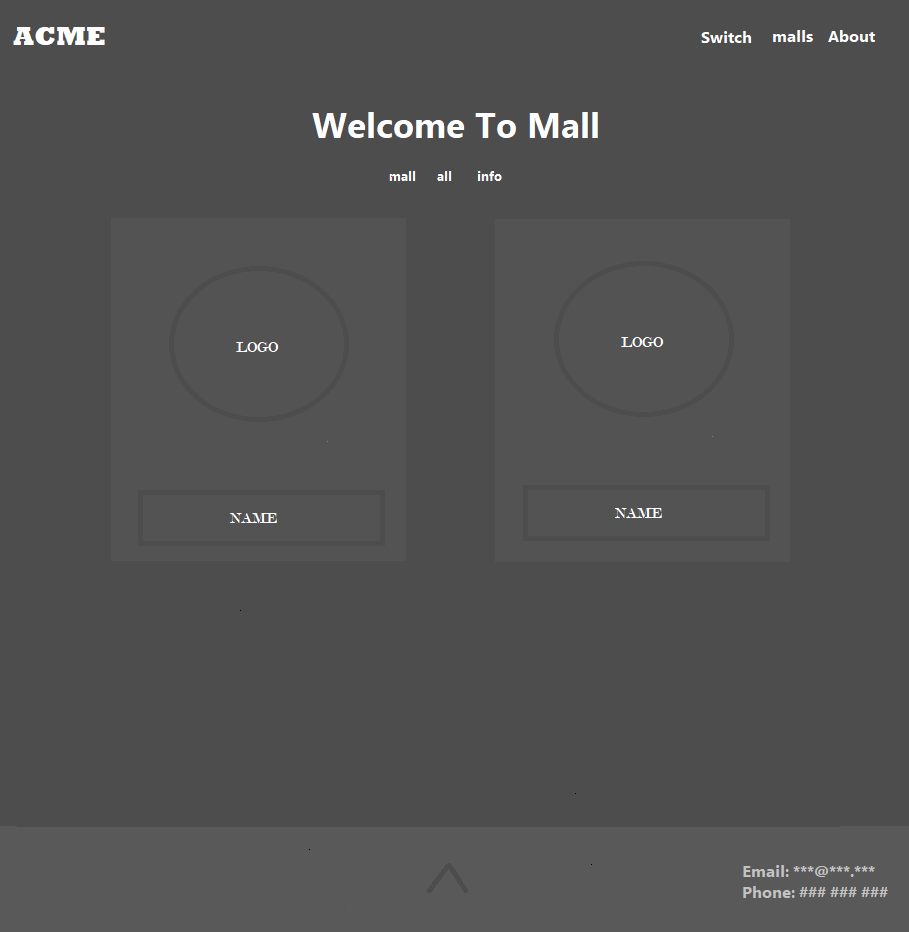 ACME
Switch malls About
Welcome To Mall
mall all info
LOGO
LOGO
NAME
NAME
Email: ***@***.***
Phone: ### ### ###